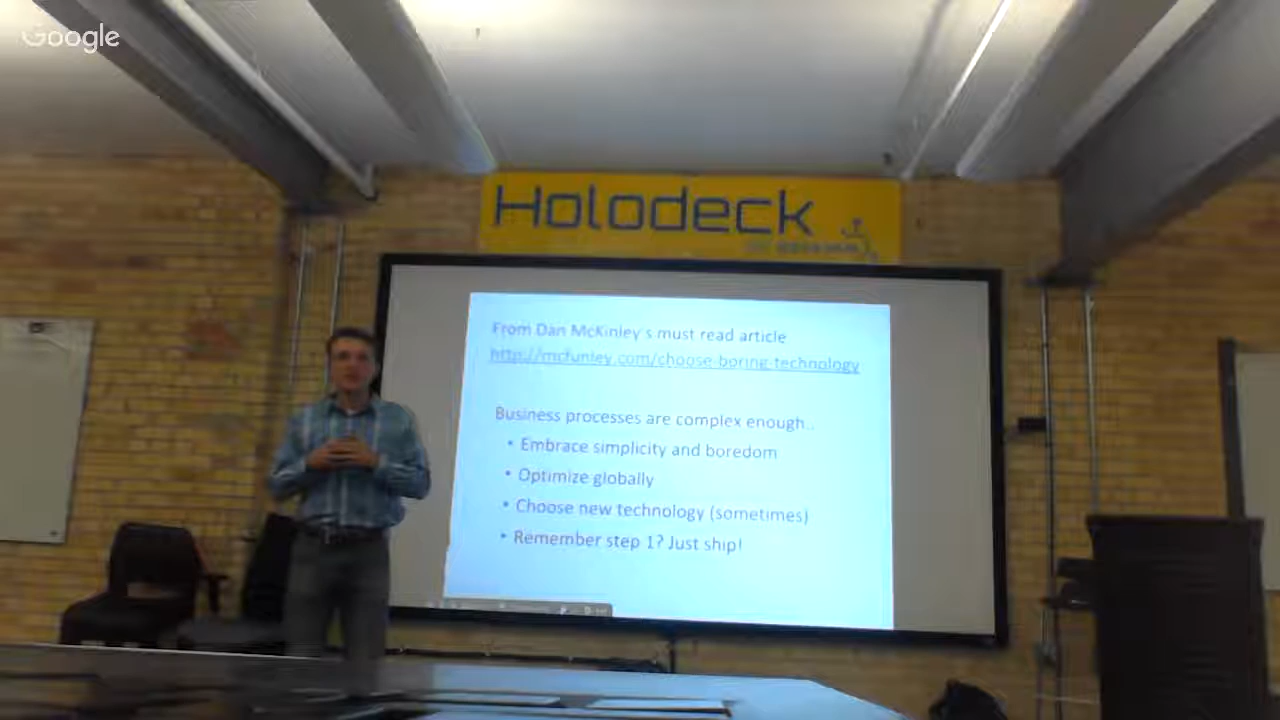 Google
Holodeck
From Dan McKinley's must read article
http://mcfunley.com/choose-boring-technology
Business processes are complex enough..
• Embrace simplicity and boredom
• Optimize globally
• Choose new technology (sometimes)
• Remember step 1? Just ship!